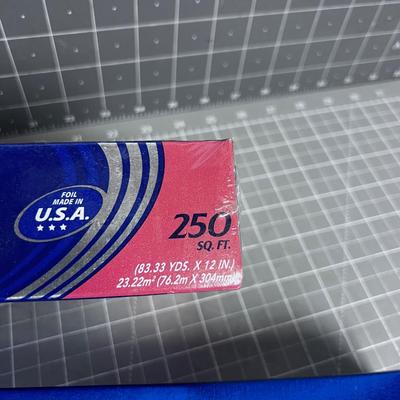 FOIL
MADE IN
U.S.A.
★★★
250
SQ. FT.
(83.33 YDS. X 12 IN.)
23.22m² (76.2m X 304mm)